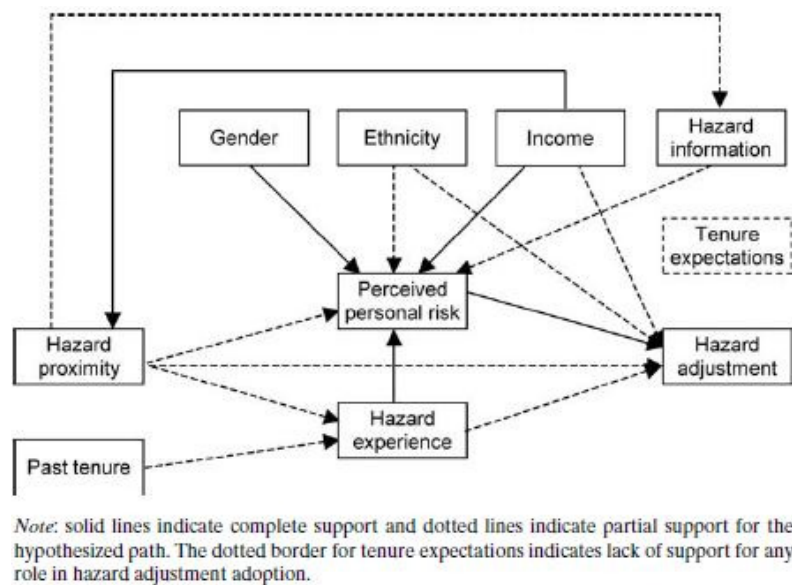 Gender
Ethnicity
Income
Hazard
information
Tenure
expectations
Perceived
personal risk
Hazard
proximity
Hazard
adjustment
Hazard
experience
Past tenure
Note: solid lines indicate complete support and dotted lines indicate partial support for the
hypothesized path. The dotted border for tenure expectations indicates lack of support for any
role in hazard adjustment adoption.